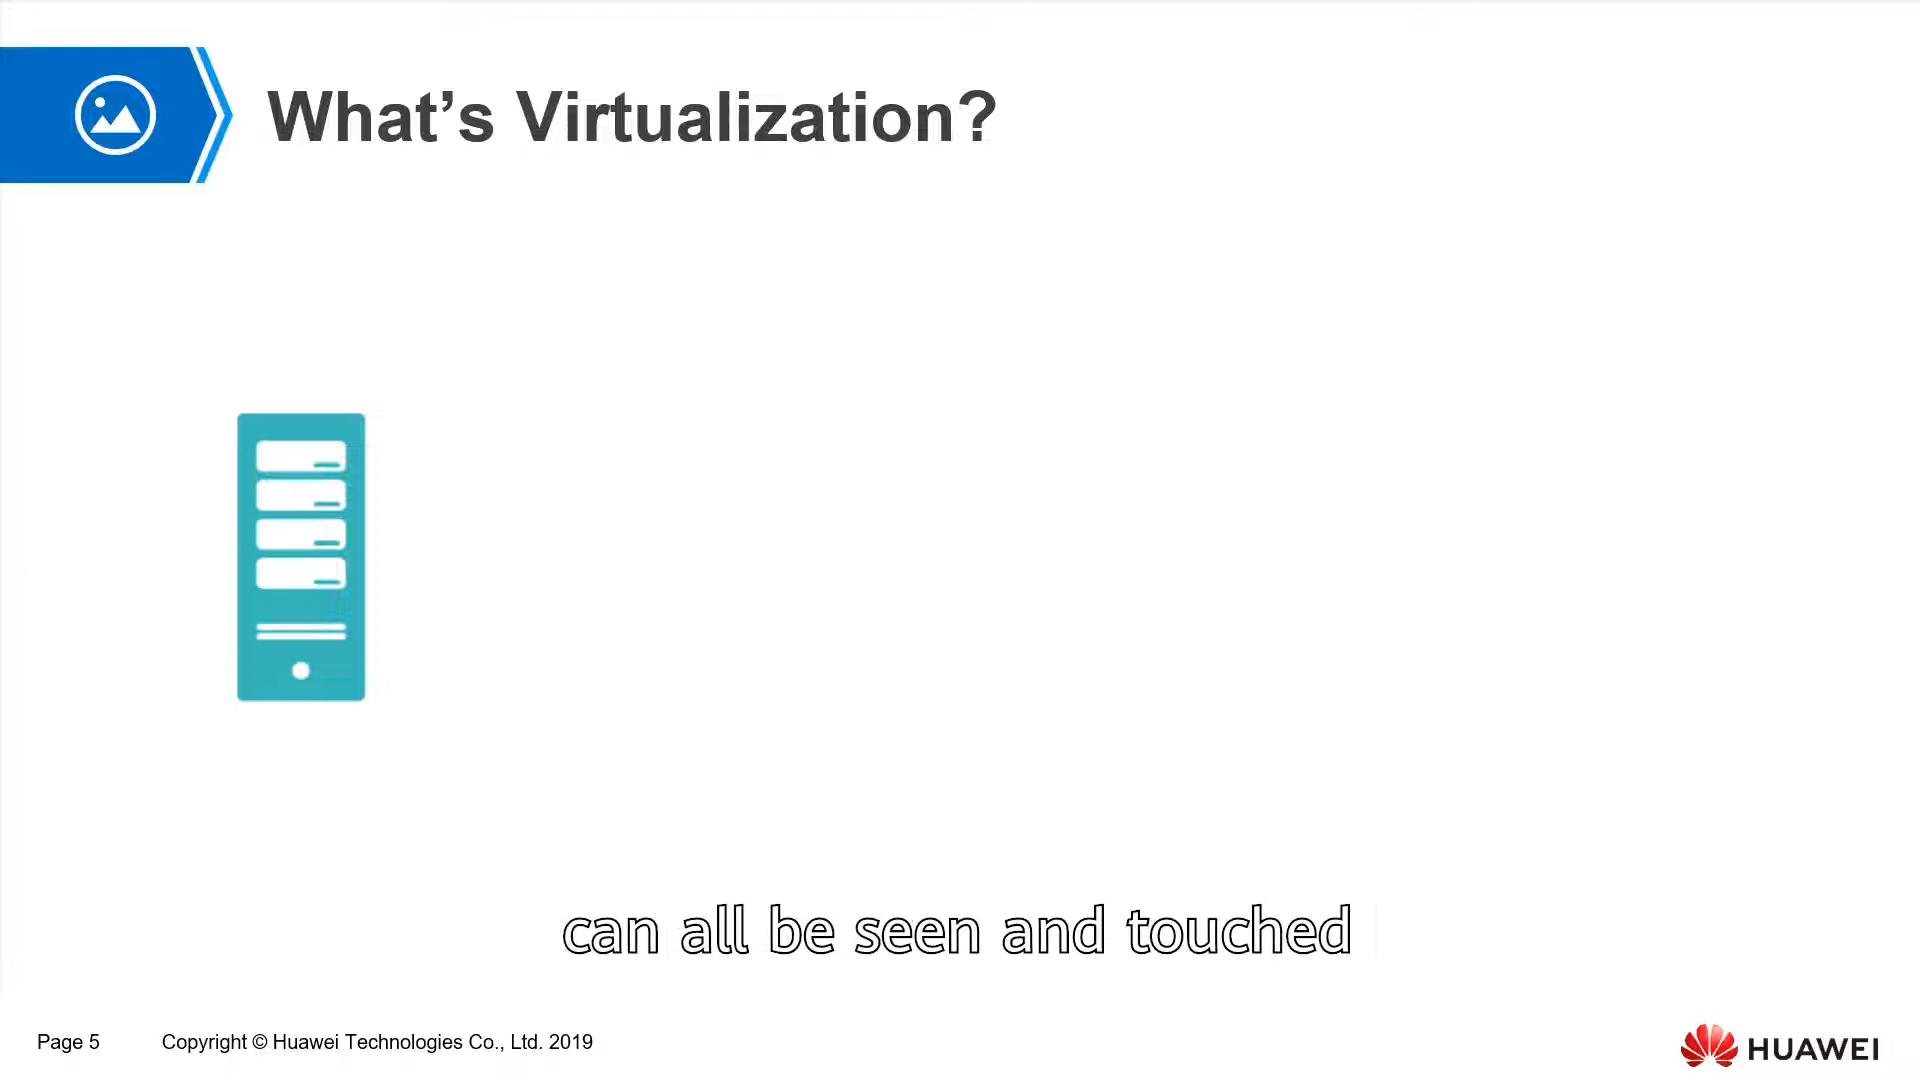 What’s Virtualization?
can all be seen and touched
Page 5
Copyright © Huawei Technologies Co., Ltd. 2019
HUAWEI